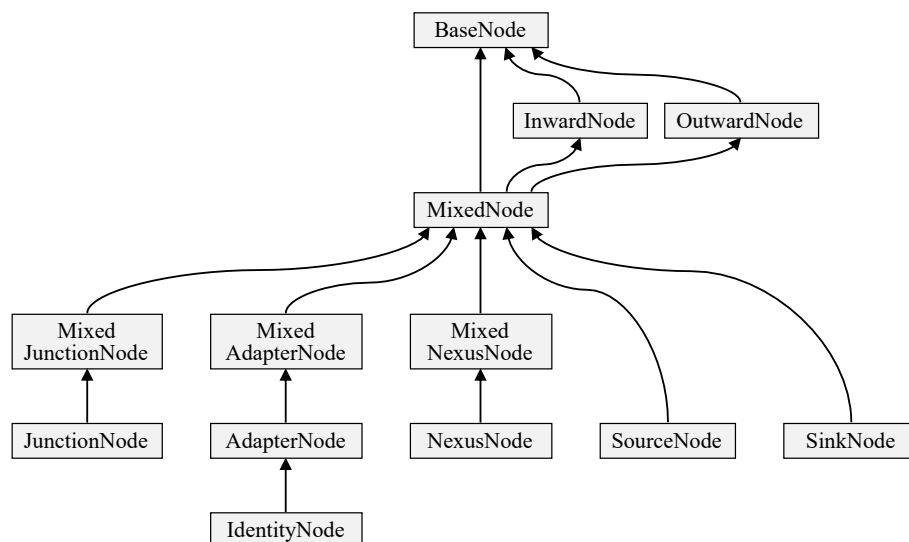 BaseNode
InwardNode
OutwardNode
MixedNode
Mixed
JunctionNode
Mixed
AdapterNode
Mixed
NexusNode
JunctionNode
AdapterNode
NexusNode
SourceNode
SinkNode
IdentityNode